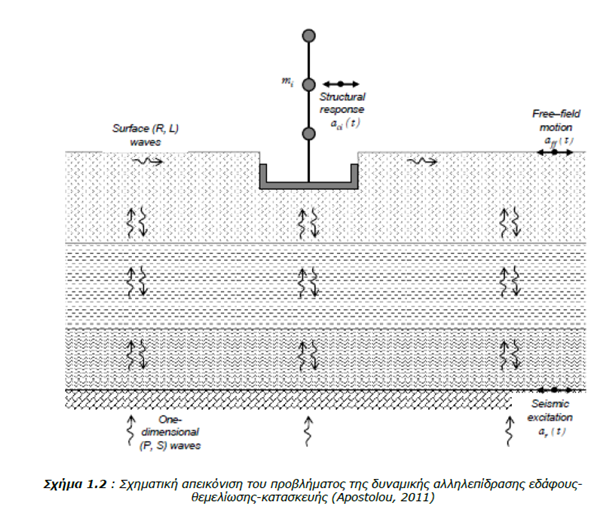 m_i
Structural
response
a_ci (t)
Surface (R, L)
waves
Free–field
motion
a_ff (t)
Seismic
excitation
a_r (t)
One-
dimensional
(P, S) waves
Σχήμα 1.2 : Σχηματική απεικόνιση του προβλήματος της δυναμικής αλληλεπίδρασης εδάφους-
θεμελίωσης-κατασκευής (Apostolou, 2011)